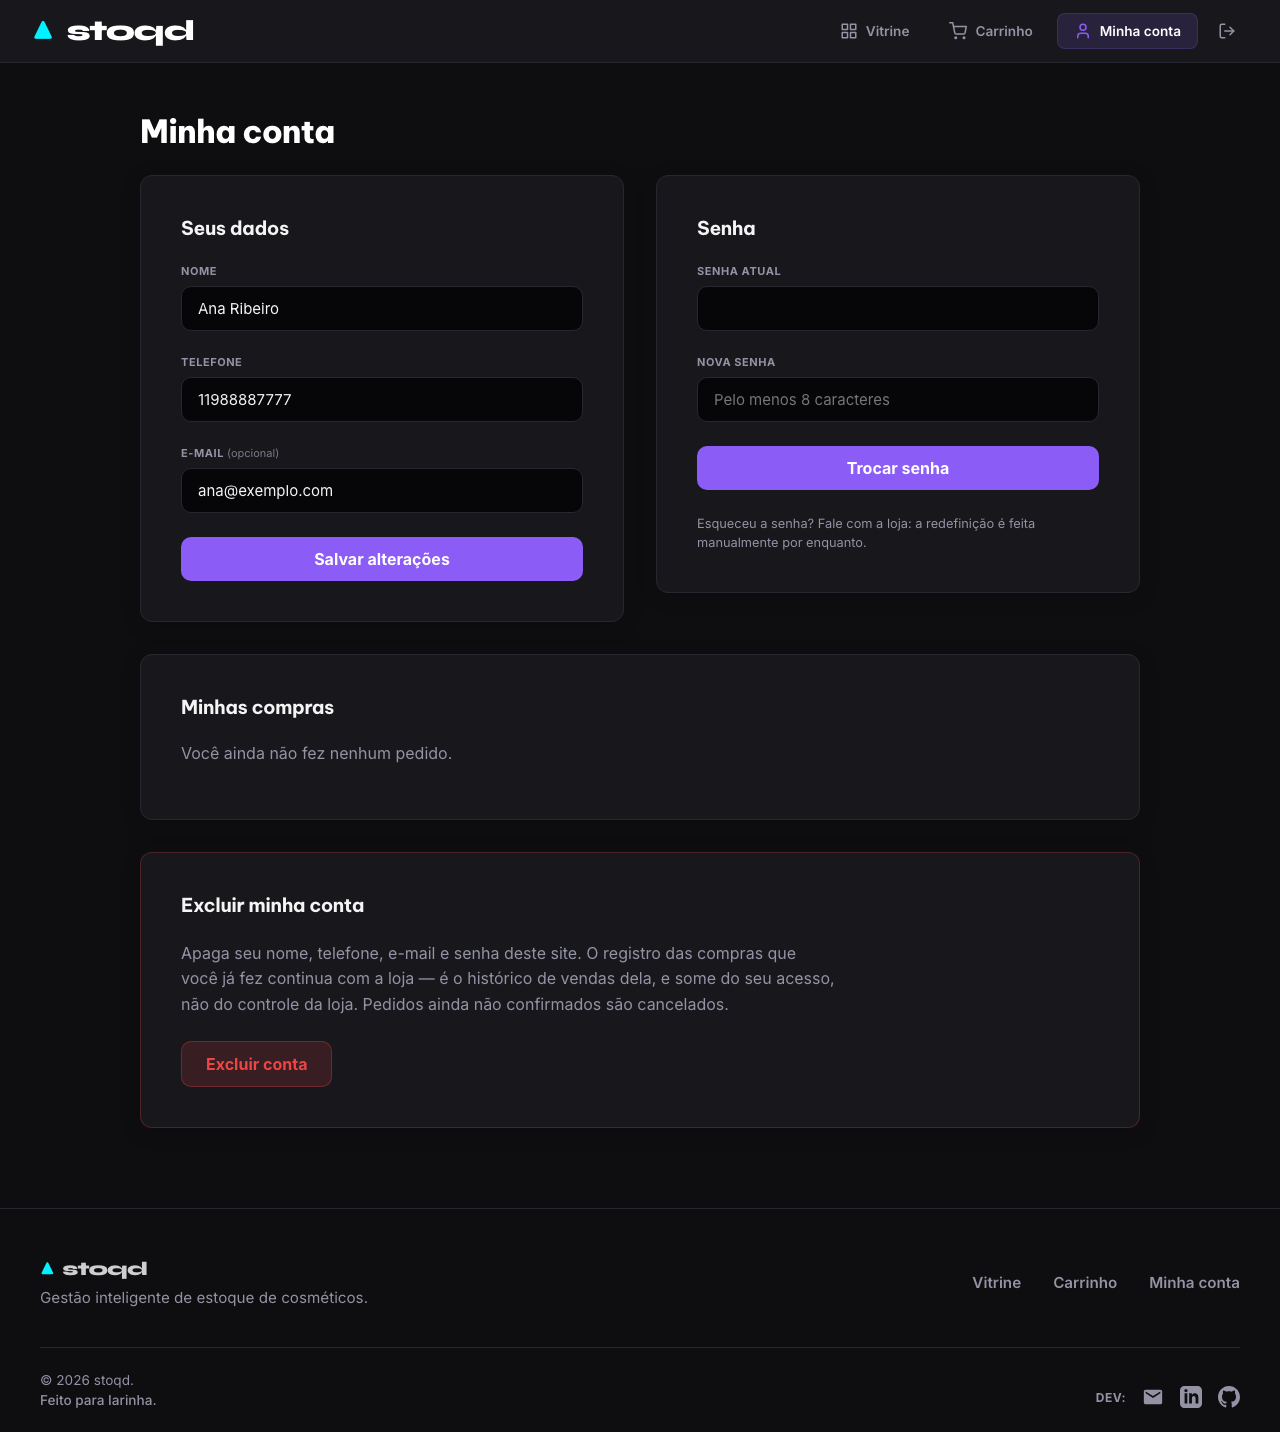 stoqd
Vitrine
Carrinho
Minha conta
Minha conta
Seus dados
NOME
Ana Ribeiro
TELEFONE
11988887777
E-MAIL (opcional)
ana@exemplo.com
Salvar alterações
Senha
SENHA ATUAL
NOVA SENHA
Pelo menos 8 caracteres
Trocar senha
Esqueceu a senha? Fale com a loja: a redefinição é feita
manualmente por enquanto.
Minhas compras
Você ainda não fez nenhum pedido.
Excluir minha conta
Apaga seu nome, telefone, e-mail e senha deste site. O registro das compras que
você já fez continua com a loja — é o histórico de vendas dela, e some do seu acesso,
não do controle da loja. Pedidos ainda não confirmados são cancelados.
Excluir conta
stoqd
Gestão inteligente de estoque de cosméticos.
Vitrine
Carrinho
Minha conta
© 2026 stoqd.
Feito para larinha.
DEV: